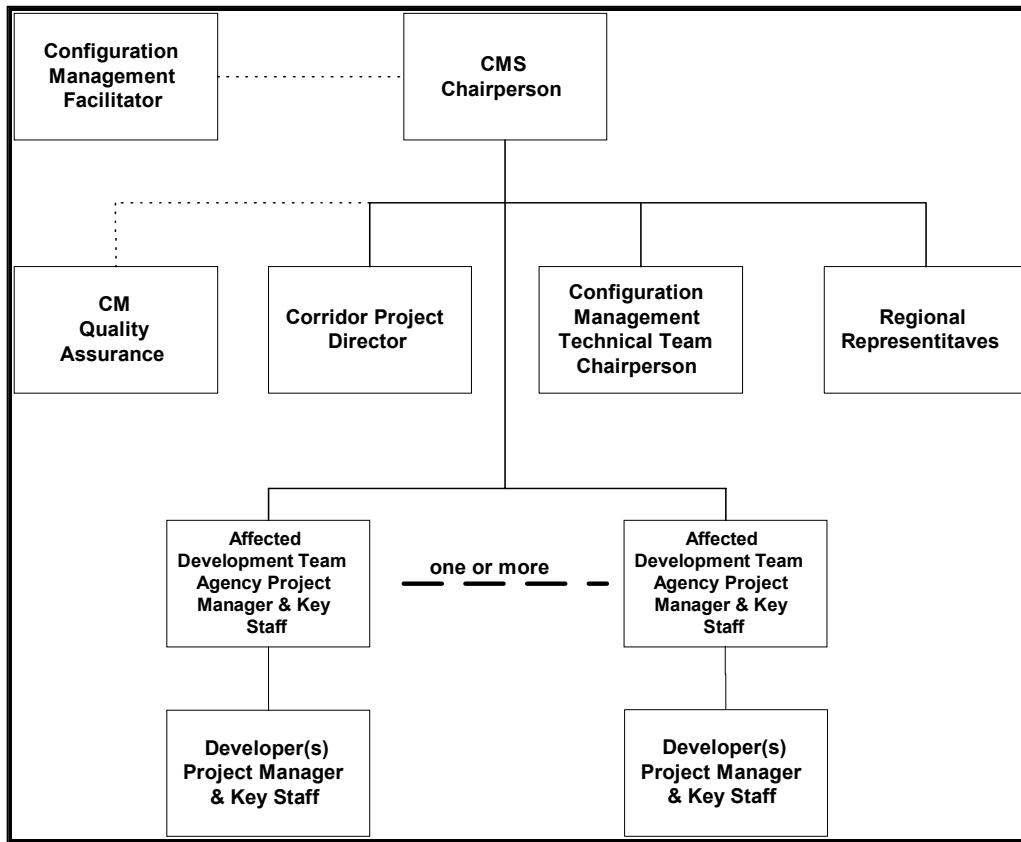 Configuration
Management
Facilitator
CMS
Chairperson
CM
Quality
Assurance
Corridor Project
Director
Configuration
Management
Technical Team
Chairperson
Regional
Representitaves
Affected
Development Team
Agency Project
Manager & Key
Staff
one or more
Affected
Development Team
Agency Project
Manager & Key
Staff
Developer(s)
Project Manager
& Key Staff
Developer(s)
Project Manager
& Key Staff